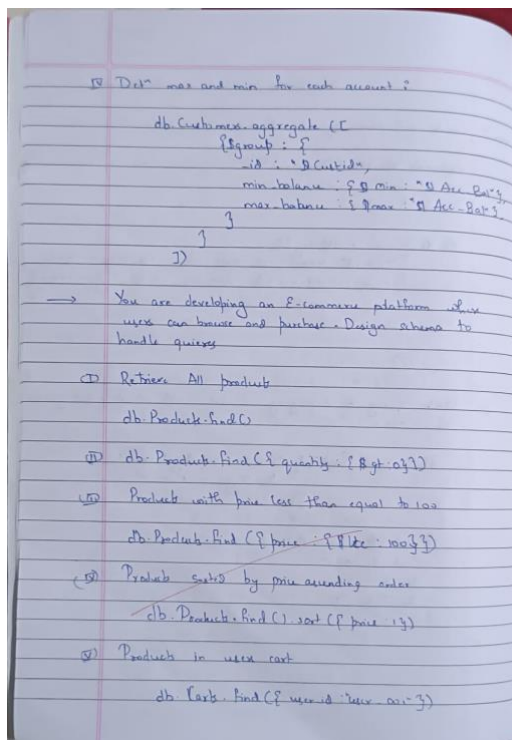 IV Detⁿ max and min for each account :
db.Customers.aggregate ([
{$group : {
_id : "$Custid",
min_balance : { $min : "$Acc_Bal"},
max_balance : { $max : "$Acc_Bal"}
}
}
])
→ You are developing an E-commerce platform where
users can browse and purchase. Design schema to
handle quires
I Retrieve All product
db.Products.find()
II db.Products.find({ quantity : {$gt:0}})
III Products with price less than equal to 100
db.Products.find ({ price : {$lte : 100}})
IV Products sorted by price ascending order
db.Products.find().sort({ price : 1})
V Products in users cart
db.Carts.find({ user_id :